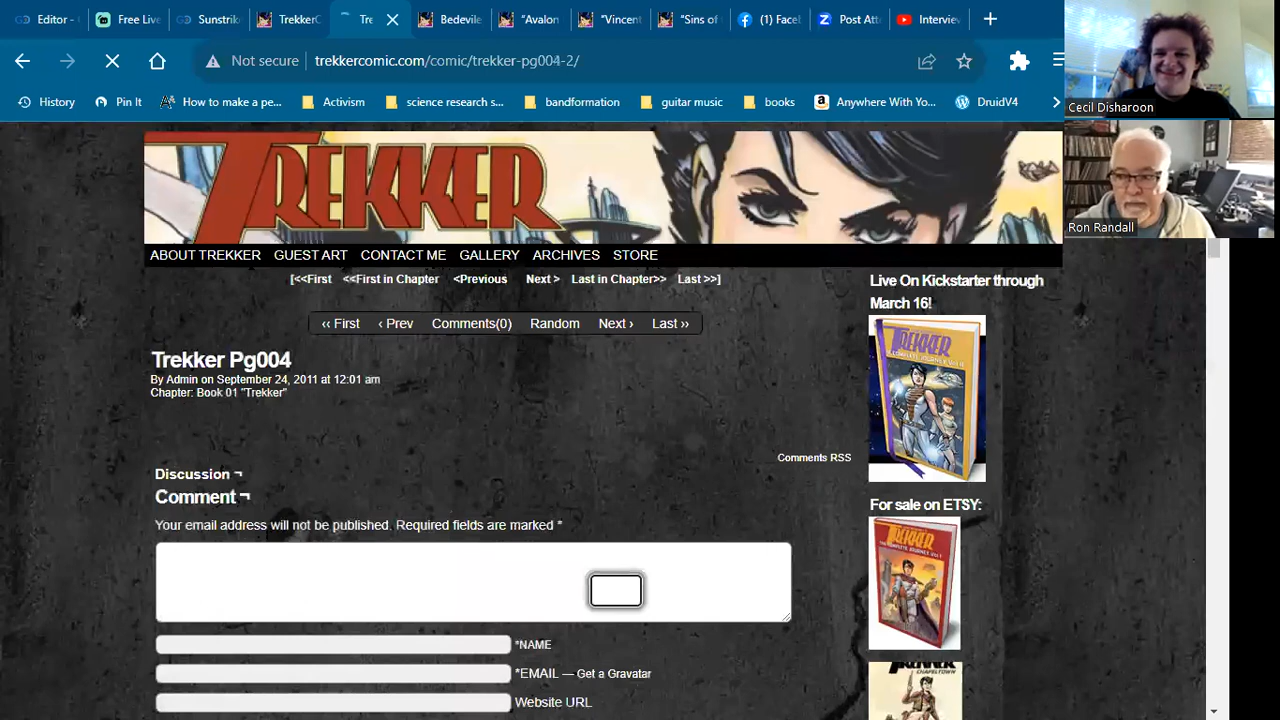 Editor -
Free Live
Sunstrik
TrekkerC
Tre
Bedevile
"Avalon
"Vincent
"Sins of
(1) Faceb
Post Att
Interview
Not secure
trekkercomic.com/comic/trekker-pg004-2/
History
Pin It
How to make a pe...
Activism
science research s...
bandformation
guitar music
books
Anywhere With Yo...
DruidV4
Cecil Disharoon
Ron Randall
TREKKER
ABOUT TREKKER GUEST ART CONTACT ME GALLERY ARCHIVES STORE
[<<First <<First in Chapter <Previous Next > Last in Chapter>> Last >>]
‹‹ First ‹ Prev Comments(0) Random Next › Last ››
Trekker Pg004
By Admin on September 24, 2011 at 12:01 am
Chapter: Book 01 "Trekker"
Comments RSS
Discussion ¬
Comment ¬
Your email address will not be published. Required fields are marked *
*NAME
*EMAIL — Get a Gravatar
Website URL
Live On Kickstarter through
March 16!
TREKKER
For sale on ETSY:
TREKKER
TREKKER
CHAPELTOWN